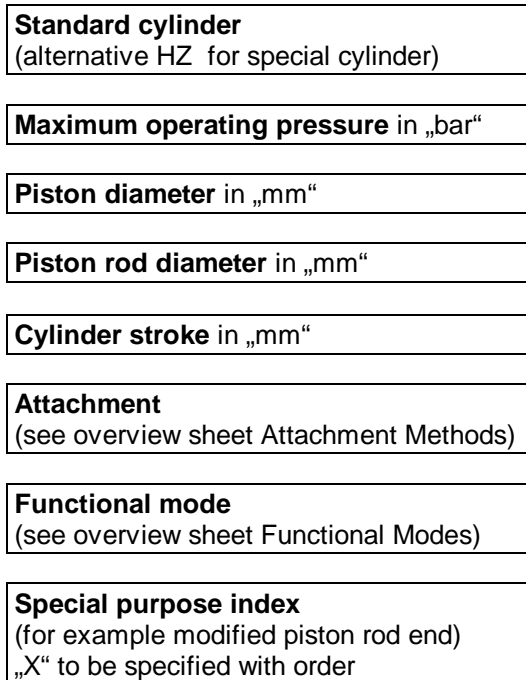 Standard cylinder
(alternative HZ  for special cylinder)
Maximum operating pressure in „bar“
Piston diameter in „mm“
Piston rod diameter in „mm“
Cylinder stroke in „mm“
Attachment
(see overview sheet Attachment Methods)
Functional mode
(see overview sheet Functional Modes)
Special purpose index
(for example modified piston rod end)
„X“ to be specified with order